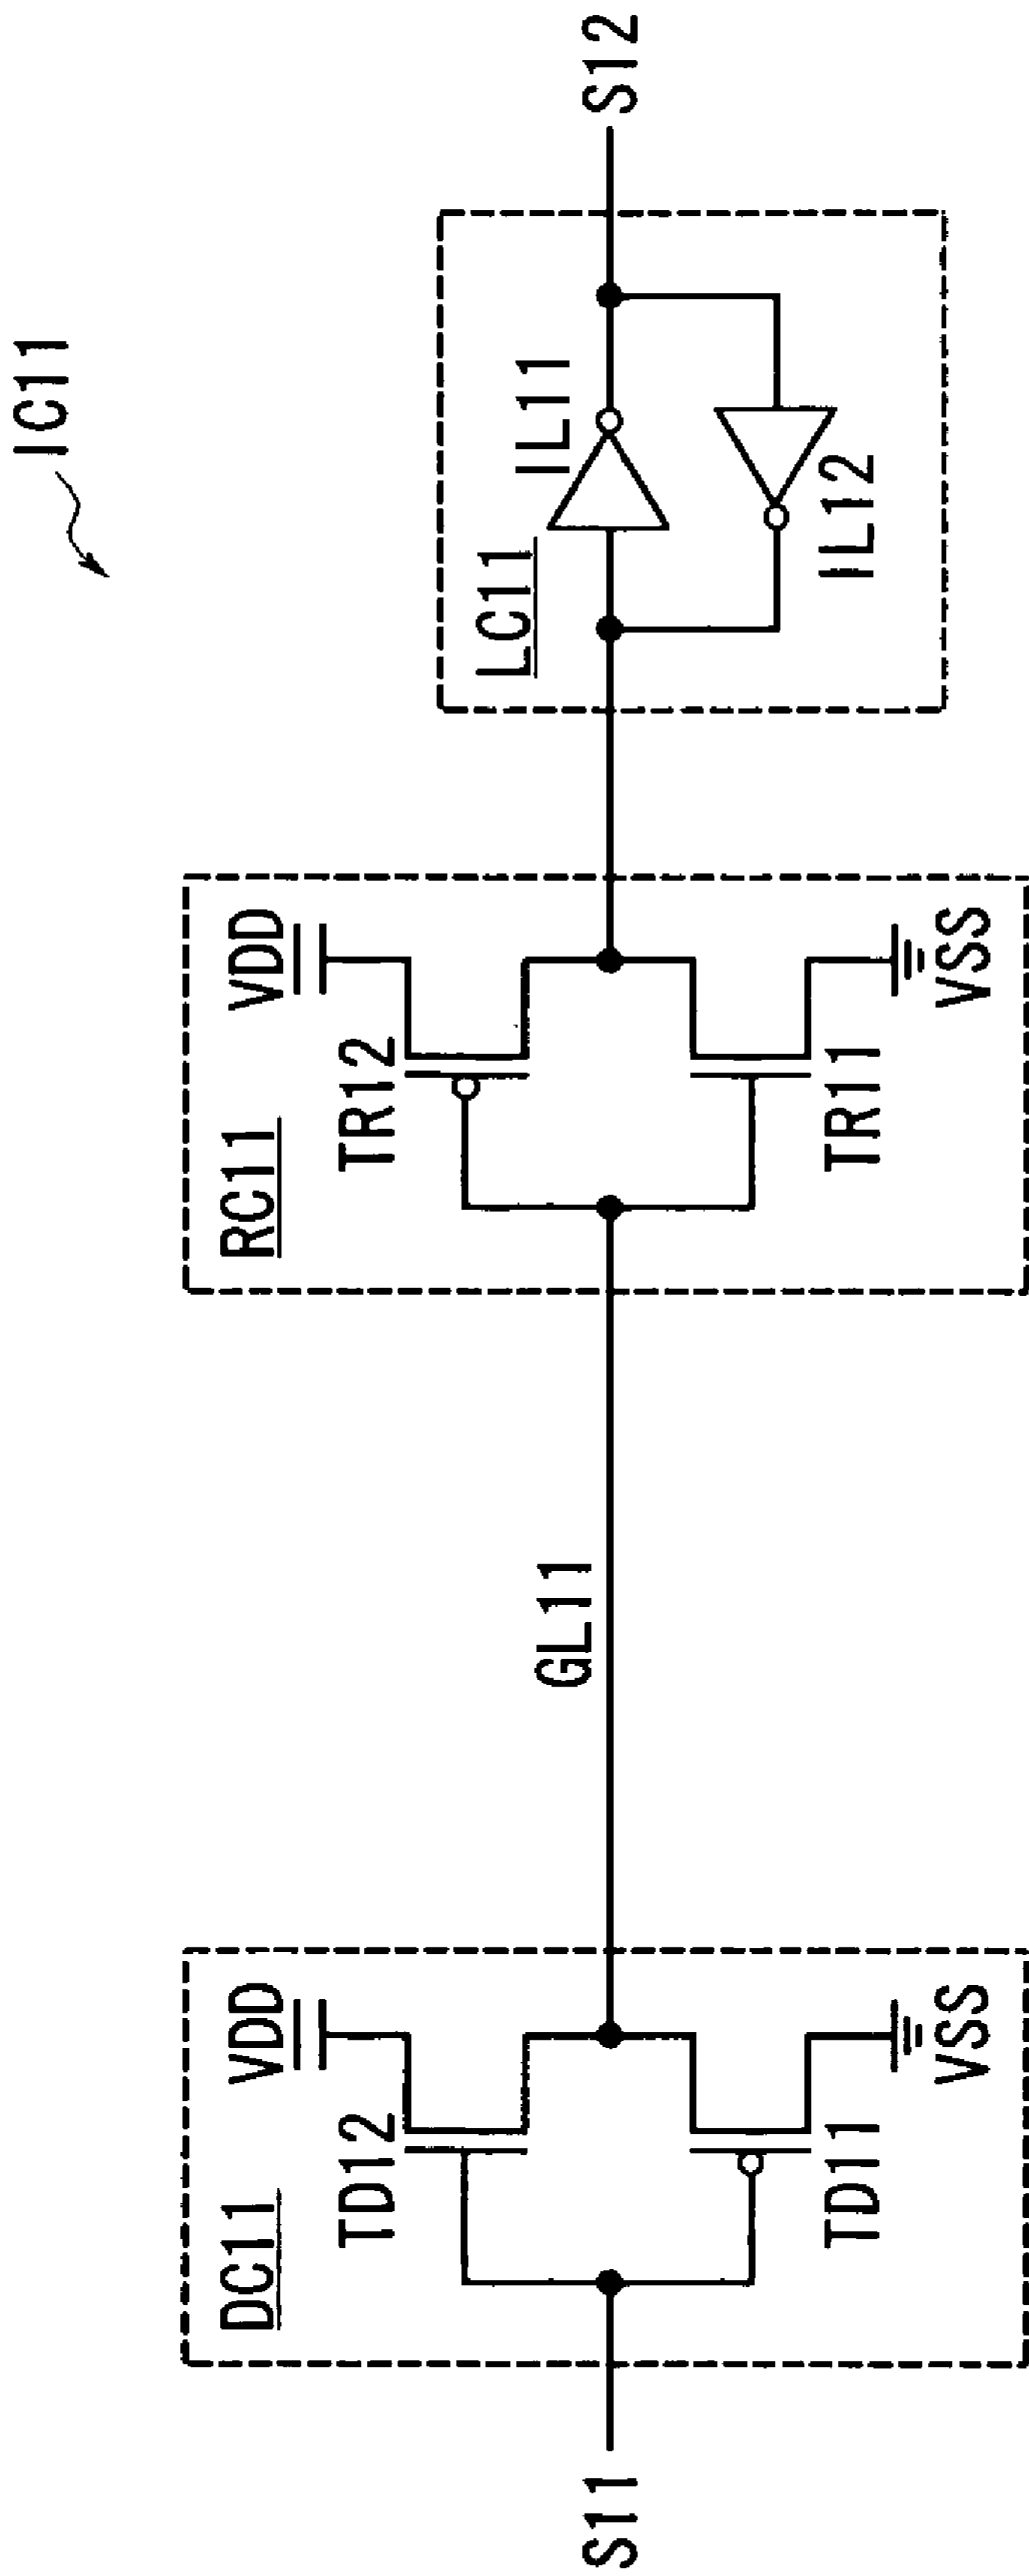 IC11
DC11
VDD
TD12
TD11
VSS
S11
GL11
RC11
VDD
TR12
TR11
VSS
LC11
IL11
IL12
S12